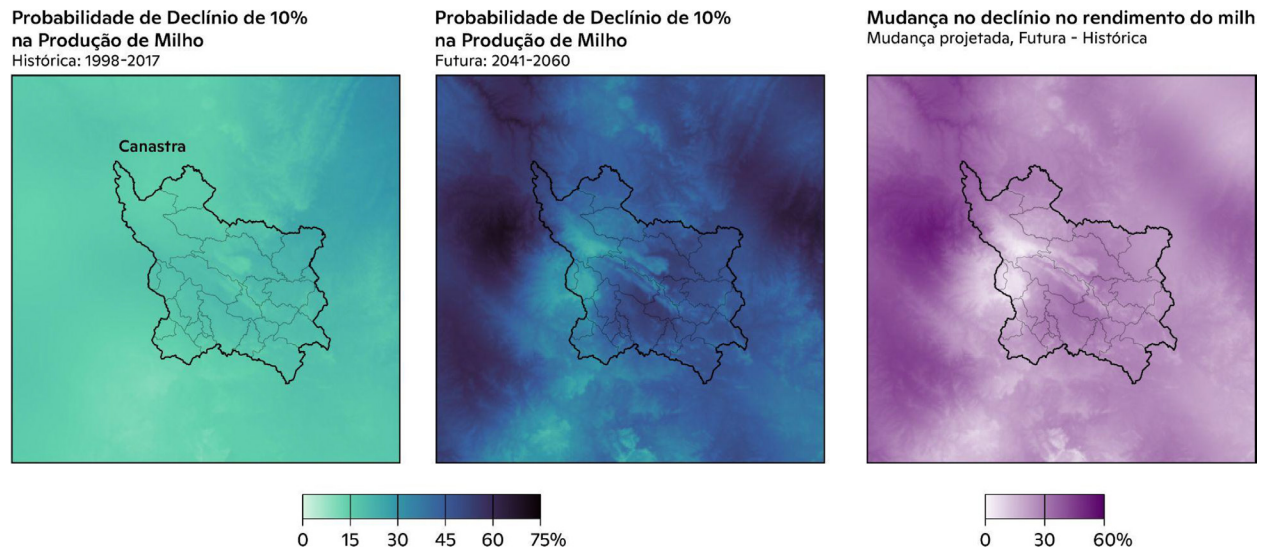 Probabilidade de Declínio de 10%
na Produção de Milho
Histórica: 1998-2017
Probabilidade de Declínio de 10%
na Produção de Milho
Futura: 2041-2060
Mudança no declínio no rendimento do milh
Mudança projetada, Futura - Histórica
Canastra
0 15 30 45 60 75%
0 30 60%